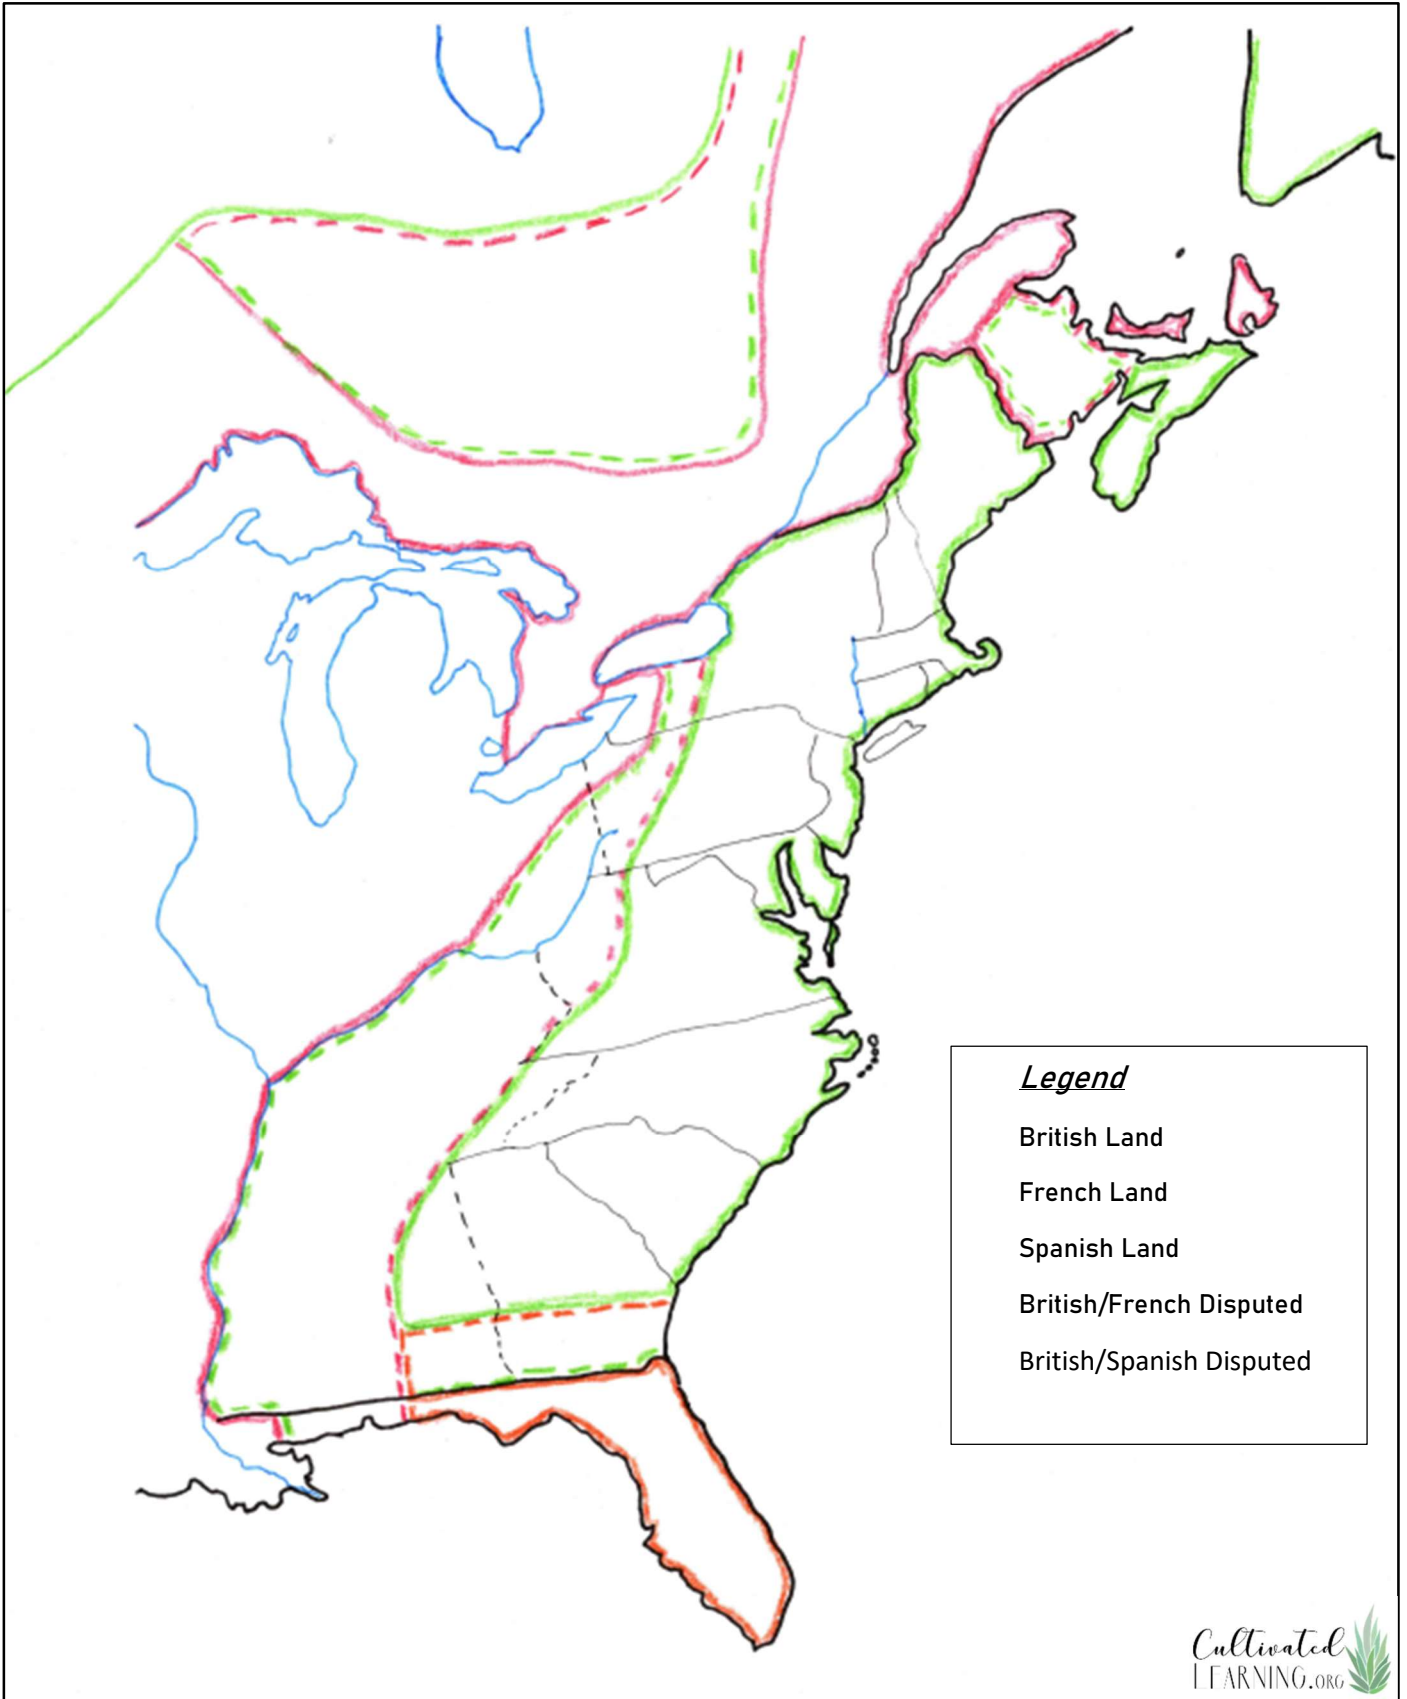 Legend
British Land
French Land
Spanish Land
British/French Disputed
British/Spanish Disputed
Cultivated
LEARNING.ORG